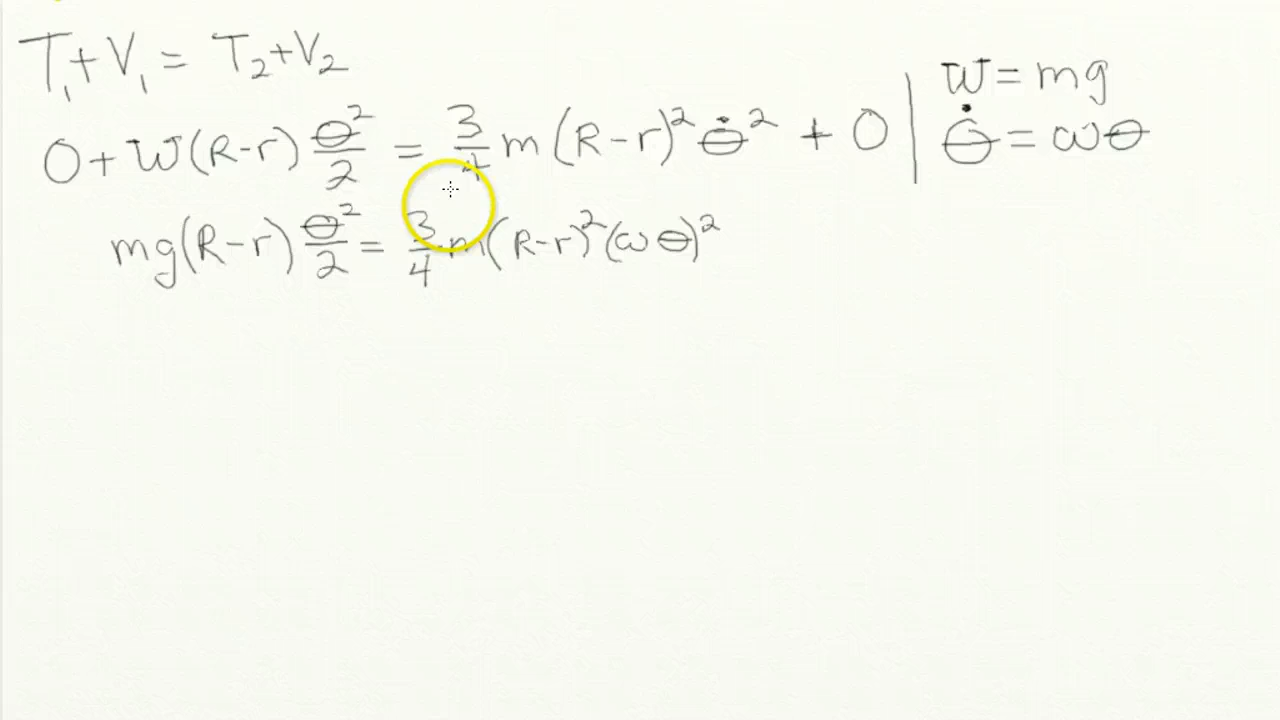 T₁+V₁ = T₂+V₂
0+W(R-r) θ²/2 = 3/4 m(R-r)² θ̇² + 0 | W = mg
θ̇ = ωθ
mg(R-r) θ²/2 = 3/4 m(R-r)²(ωθ)²